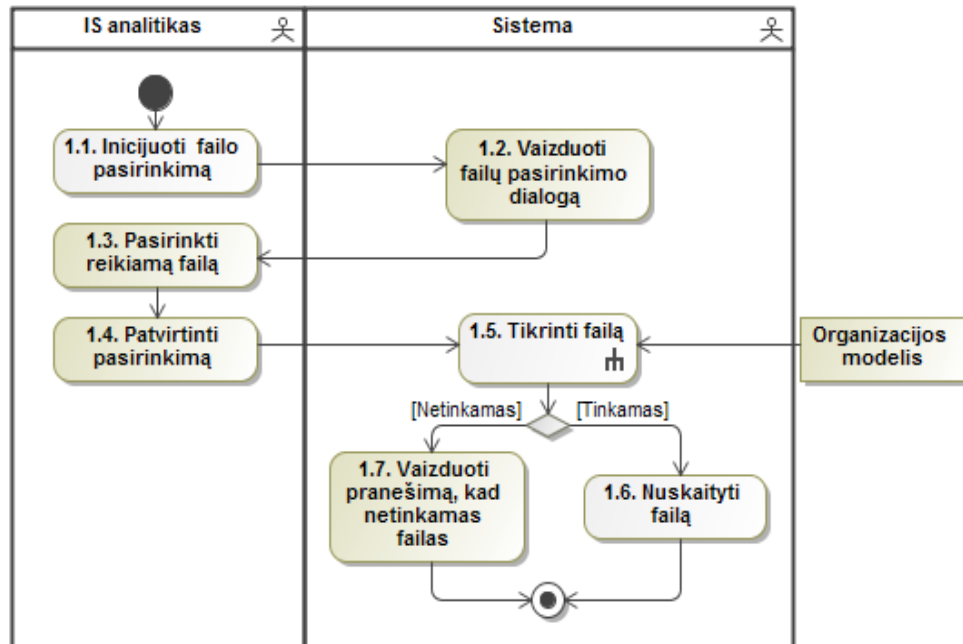 IS analitikas
Sistema
1.1. Inicijuoti failo
pasirinkimą
1.2. Vaizduoti
failų pasirinkimo
dialogą
1.3. Pasirinkti
reikiamą failą
1.4. Patvirtinti
pasirinkimą
1.5. Tikrinti failą
Organizacijos
modelis
[Netinkamas]
[Tinkamas]
1.7. Vaizduoti
pranešimą, kad
netinkamas
failas
1.6. Nuskaityti
failą